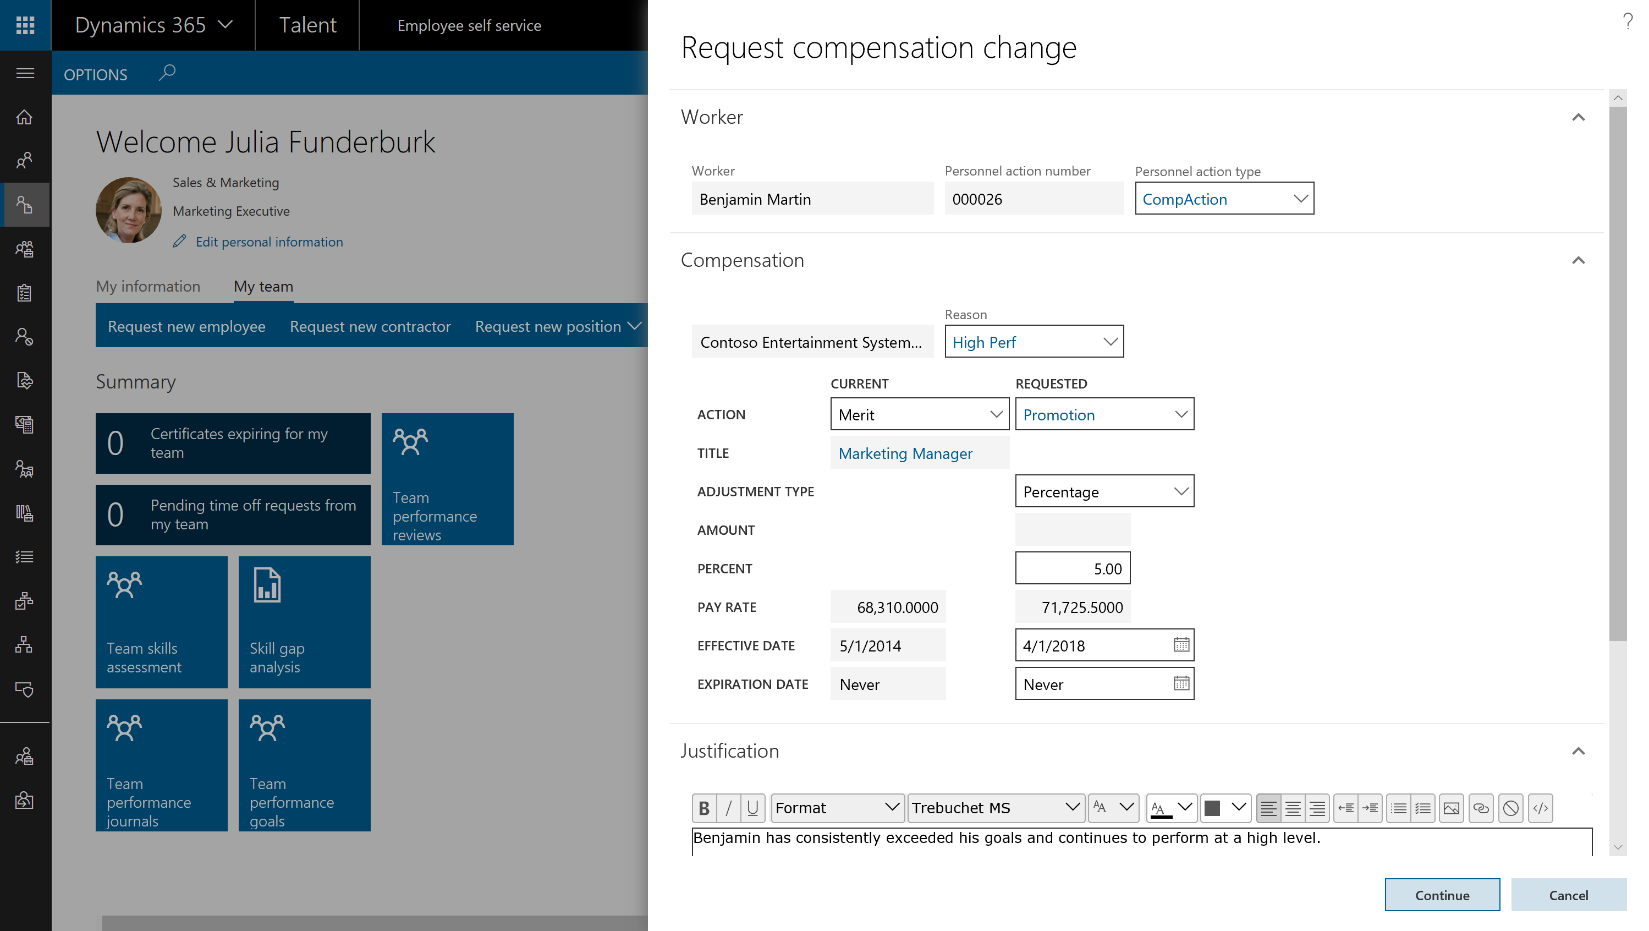 Dynamics 365
Talent
Employee self service
?
OPTIONS
Welcome Julia Funderburk
Sales & Marketing
Marketing Executive
Edit personal information
My information
My team
Request new employee
Request new contractor
Request new position
Summary
0
Certificates expiring for my
team
0
Pending time off requests from
my team
Team
performance
reviews
Team skills
assessment
Skill gap
analysis
Team
performance
journals
Team
performance
goals
Request compensation change
Worker
Worker
Personnel action number
Personnel action type
Benjamin Martin
000026
CompAction
Compensation
Reason
Contoso Entertainment System...
High Perf
CURRENT
REQUESTED
ACTION
Merit
Promotion
TITLE
Marketing Manager
ADJUSTMENT TYPE
Percentage
AMOUNT
PERCENT
5.00
PAY RATE
68,310.0000
71,725.5000
EFFECTIVE DATE
5/1/2014
4/1/2018
EXPIRATION DATE
Never
Never
Justification
B I U Format Trebuchet MS AA A A </>
Benjamin has consistently exceeded his goals and continues to perform at a high level.
Continue
Cancel